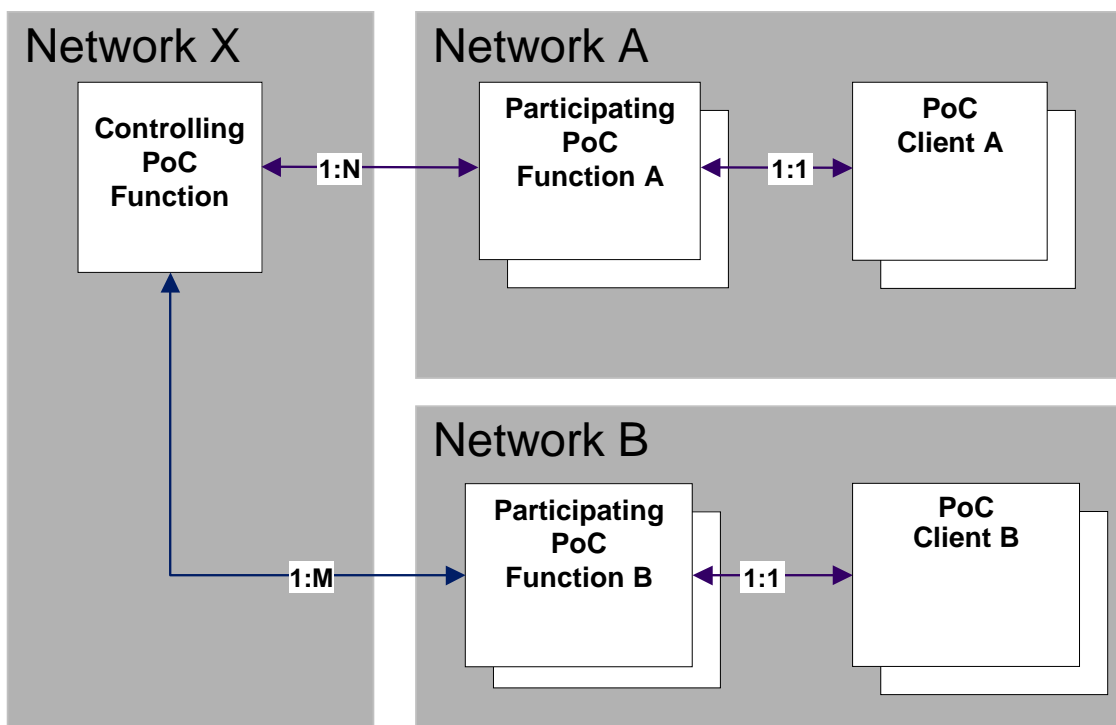 Network X
Controlling
PoC
Function
1:N
Network A
Participating
PoC
Function A
1:1
PoC
Client A
Network B
Participating
PoC
Function B
1:1
PoC
Client B
1:M